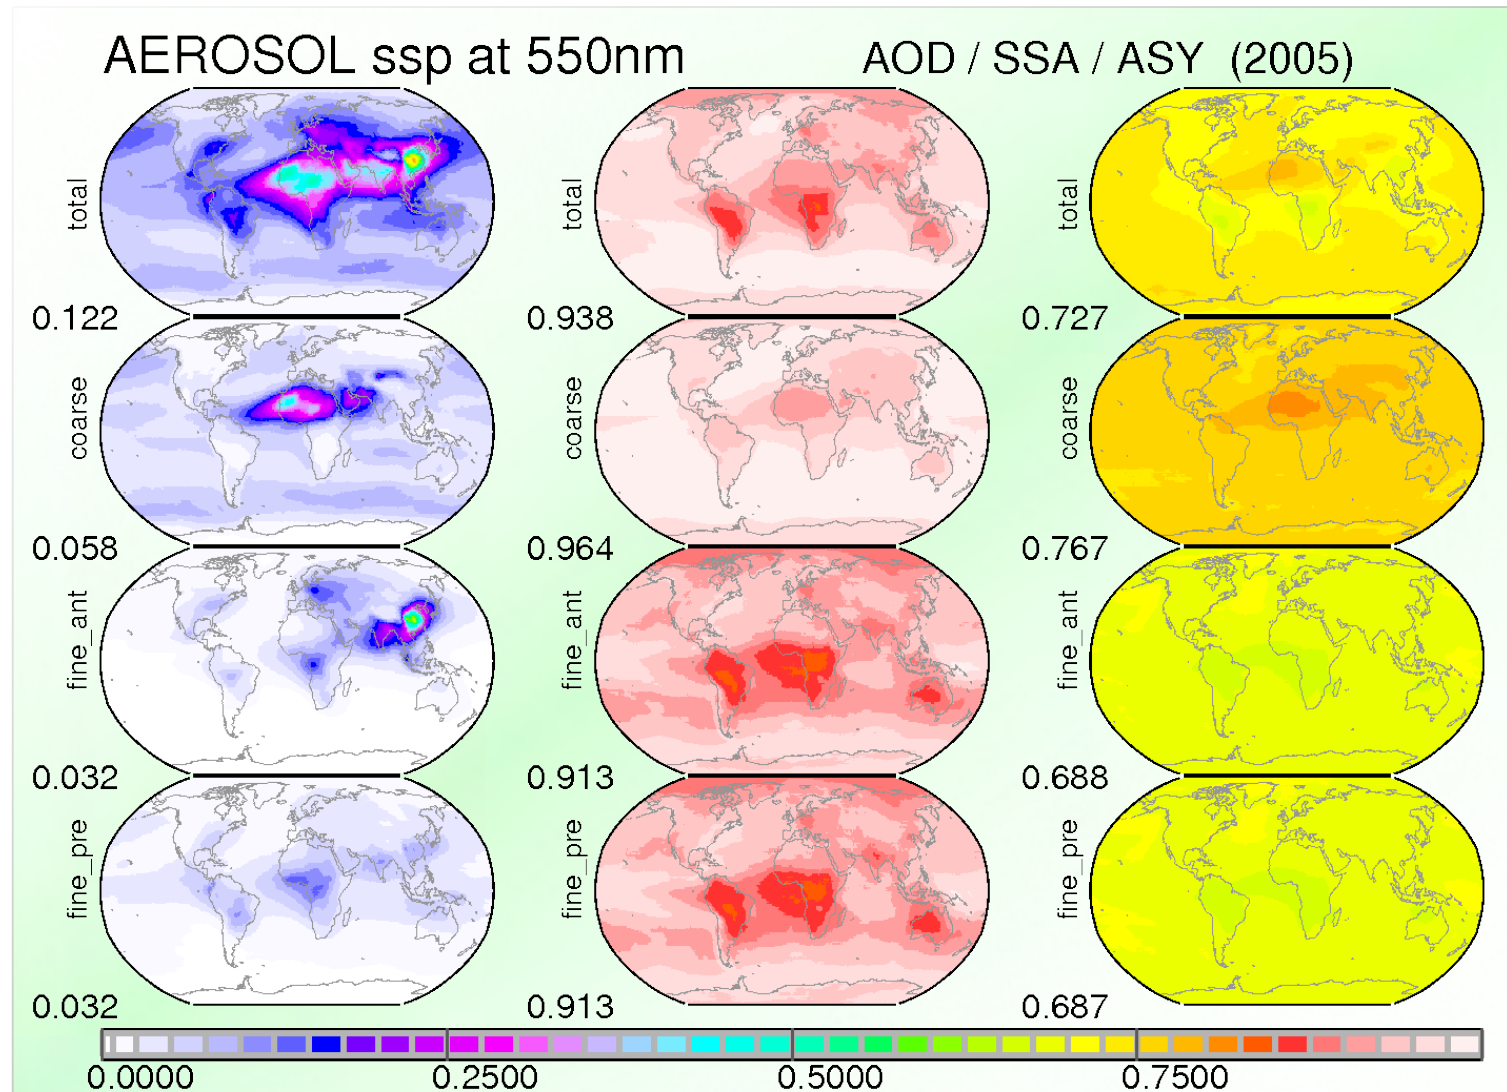 AEROSOL ssp at 550nm
AOD / SSA / ASY (2005)
total
total
total
0.122
0.938
0.727
coarse
coarse
coarse
0.058
0.964
0.767
fine_ant
fine_ant
fine_ant
0.032
0.913
0.688
fine_pre
fine_pre
fine_pre
0.032
0.913
0.687
0.0000
0.2500
0.5000
0.7500